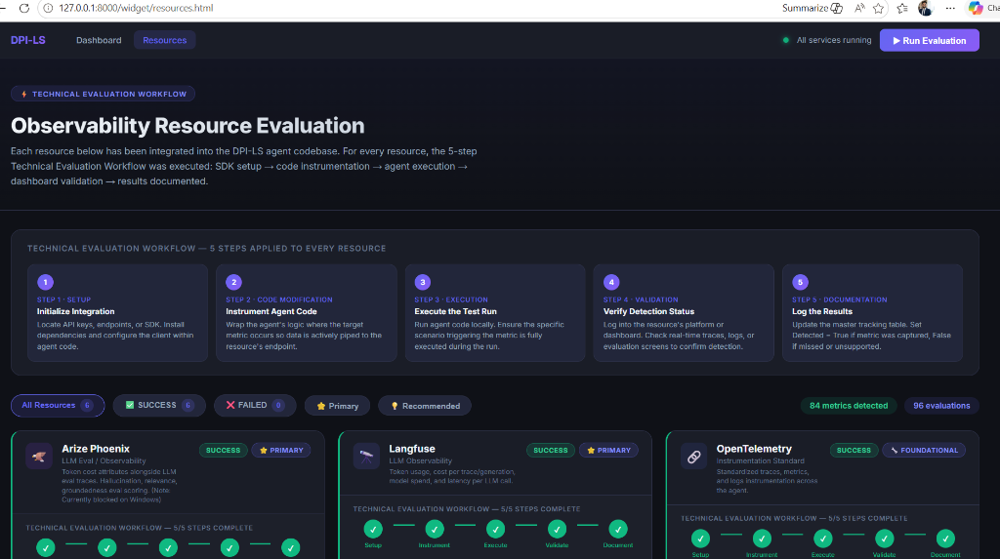 127.0.0.1:8000/widget/resources.html
Summarize
Cha
DPI-LS
Dashboard
Resources
All services running
▶ Run Evaluation
⚡ TECHNICAL EVALUATION WORKFLOW
Observability Resource Evaluation
Each resource below has been integrated into the DPI-LS agent codebase. For every resource, the 5-step
Technical Evaluation Workflow was executed: SDK setup → code instrumentation → agent execution →
dashboard validation → results documented.
TECHNICAL EVALUATION WORKFLOW — 5 STEPS APPLIED TO EVERY RESOURCE
1
STEP 1 · SETUP
Initialize Integration
Locate API keys, endpoints, or SDK. Install
dependencies and configure the client within
agent code.
2
STEP 2 · CODE MODIFICATION
Instrument Agent Code
Wrap the agent's logic where the target
metric occurs so data is actively piped to the
resource's endpoint.
3
STEP 3 · EXECUTION
Execute the Test Run
Run agent code locally. Ensure the specific
scenario triggering the metric is fully
executed during the run.
4
STEP 4 · VALIDATION
Verify Detection Status
Log into the resource's platform or
dashboard. Check real-time traces, logs, or
evaluation screens to confirm detection.
5
STEP 5 · DOCUMENTATION
Log the Results
Update the master tracking table. Set
Detected = True if metric was captured, False
if missed or unsupported.
All Resources 6
✅ SUCCESS 6
❌ FAILED 0
⭐ Primary
💡 Recommended
84 metrics detected
96 evaluations
Arize Phoenix
SUCCESS
⭐ PRIMARY
LLM Eval / Observability
Token cost attributes alongside LLM
eval traces. Hallucination, relevance,
groundedness eval scoring. (Note:
Currently blocked on Windows)
TECHNICAL EVALUATION WORKFLOW — 5/5 STEPS COMPLETE
Langfuse
SUCCESS
⭐ PRIMARY
LLM Observability
Token usage, cost per trace/generation,
model spend, and latency per LLM call.
TECHNICAL EVALUATION WORKFLOW — 5/5 STEPS COMPLETE
Setup
Instrument
Execute
Validate
Document
OpenTelemetry
SUCCESS
🔧 FOUNDATIONAL
Instrumentation Standard
Standardized traces, metrics,
and logs instrumentation across
the agent.
TECHNICAL EVALUATION WORKFLOW — 5/5 STEPS COMPLETE
Setup
Instrument
Execute
Validate
Document